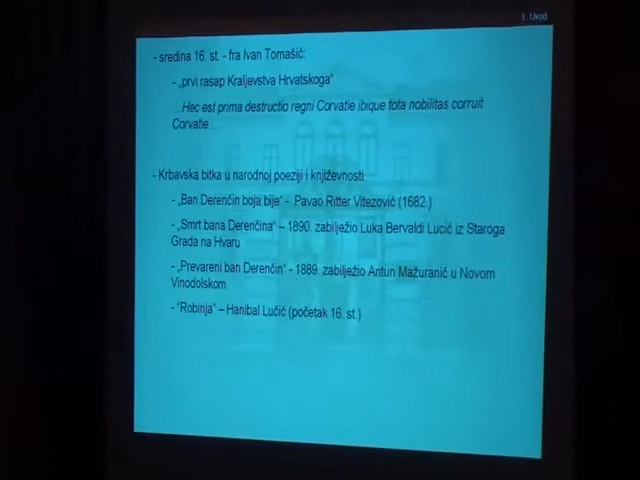 1. Uvod
- sredina 16. st. - fra Ivan Tomašić:
- „prvi rasap Kraljevstva Hrvatskoga"
...Hec est prima destructio regni Corvatie ibique tota nobilitas corruit
Corvatie...
- Krbavska bitka u narodnoj poeziji i književnosti
- „Ban Derenčin boja bije" - Pavao Ritter Vitezović (1682.)
- „Smrt bana Derenčina" – 1890. zabilježio Luka Bervaldi Lucić iz Staroga
Grada na Hvaru
- „Prevareni ban Derenčin" - 1889. zabilježio Antun Mažuranić u Novom
Vinodolskom
- "Robinja" – Hanibal Lučić (početak 16. st.)